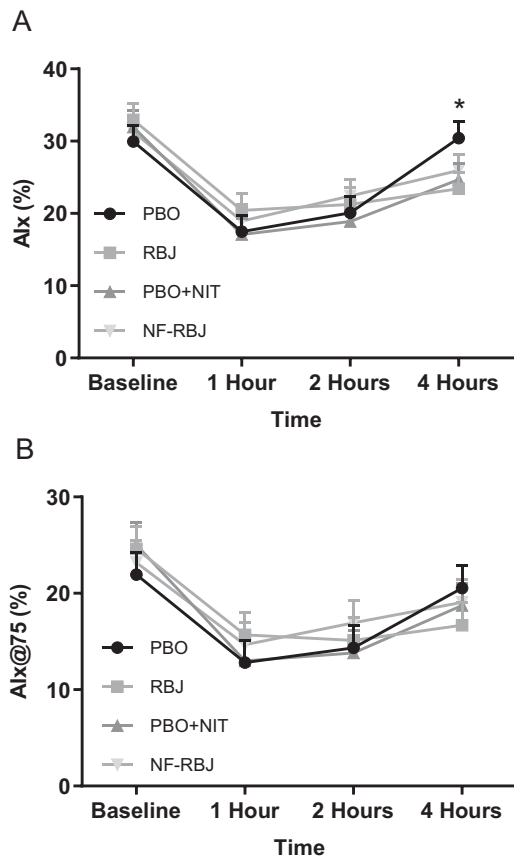 A
40
30
20
10
0
AIx (%)
*
PBO
RBJ
PBO+NIT
NF-RBJ
Baseline 1 Hour 2 Hours 4 Hours
Time
B
30
20
10
0
AIx@75 (%)
PBO
RBJ
PBO+NIT
NF-RBJ
Baseline 1 Hour 2 Hours 4 Hours
Time